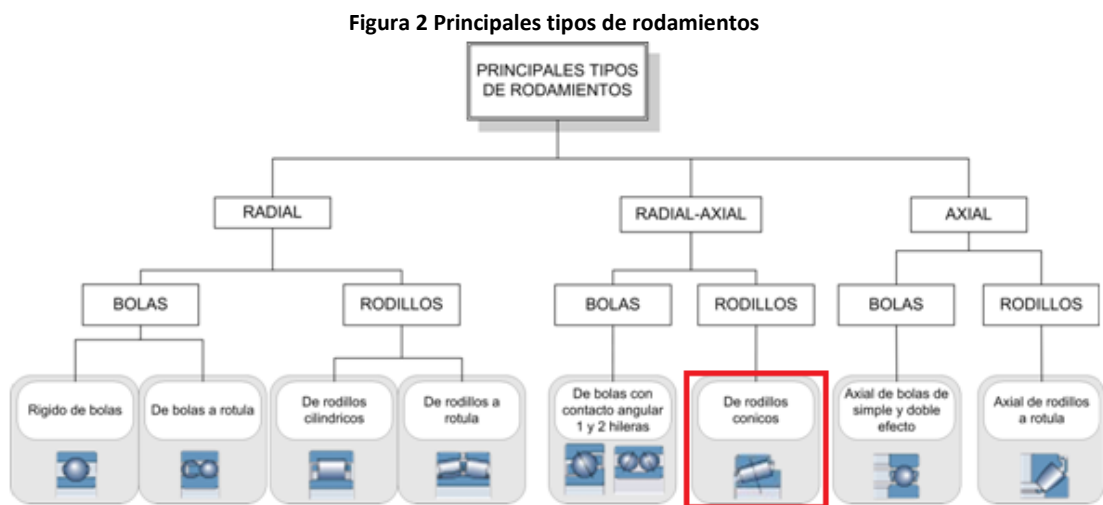 Figura 2 Principales tipos de rodamientos
PRINCIPALES TIPOS
DE RODAMIENTOS
RADIAL
RADIAL-AXIAL
AXIAL
BOLAS
RODILLOS
BOLAS
RODILLOS
BOLAS
RODILLOS
Rigido de bolas
De bolas a rotula
De rodillos
cilindricos
De rodillos a
rotula
De bolas con
contacto angular
1 y 2 hileras
De rodillos
conicos
Axial de bolas de
simple y doble
efecto
Axial de rodillos
a rotula